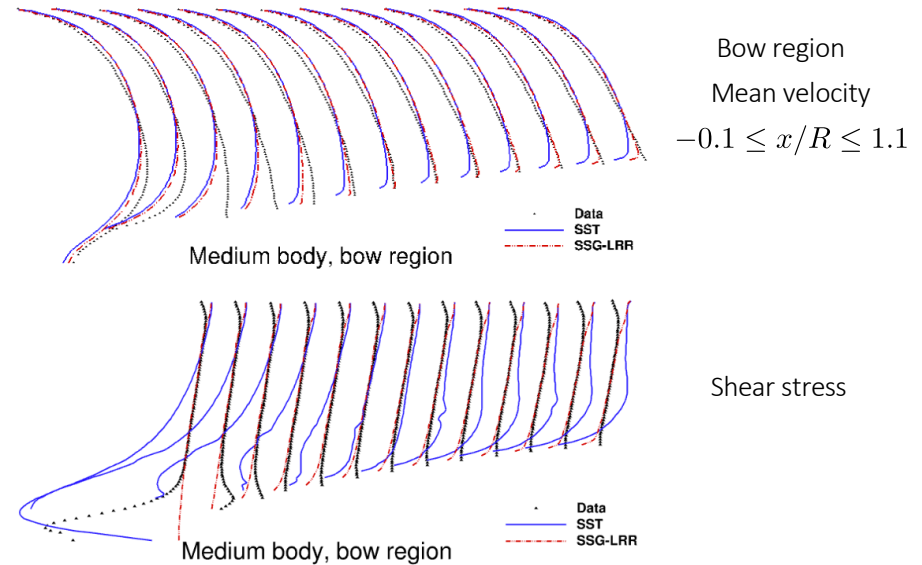 Bow region
Mean velocity
−0.1 ≤ x/R ≤ 1.1
Data
SST
SSG-LRR
Medium body, bow region
Shear stress
Data
SST
SSG-LRR
Medium body, bow region